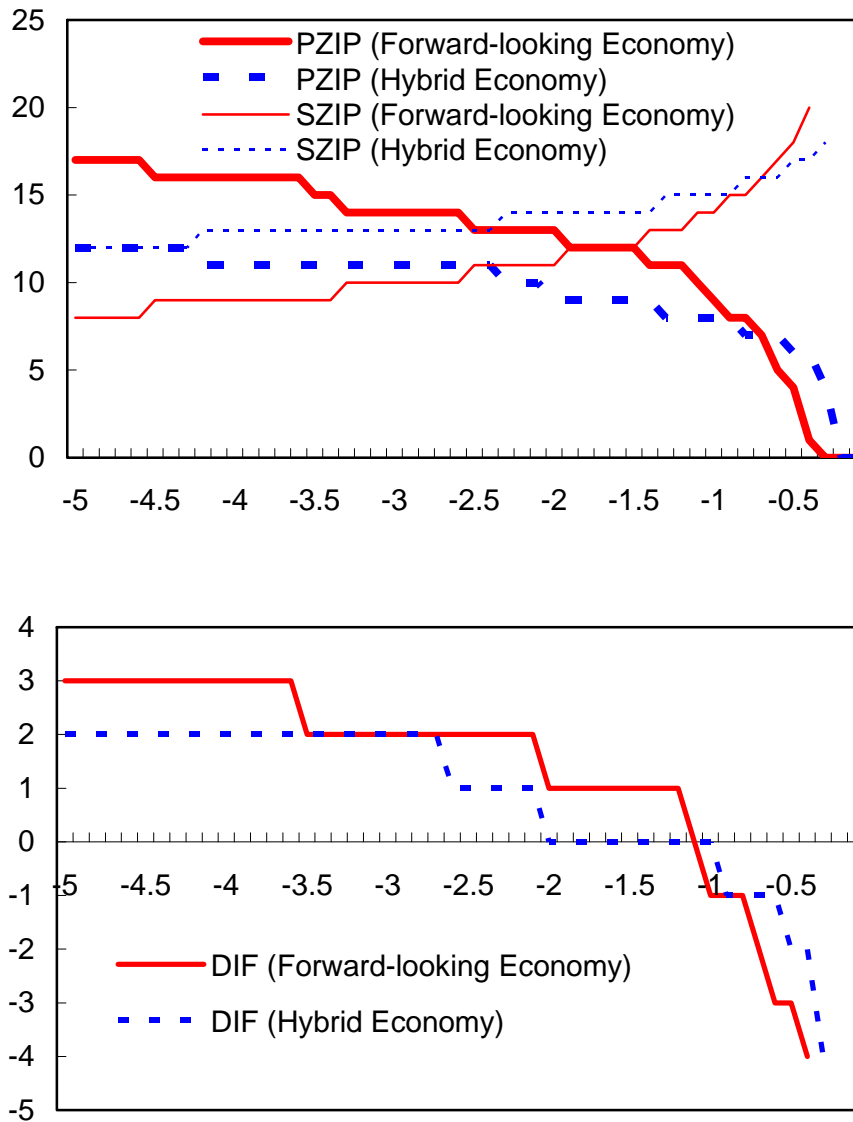 25
PZIP (Forward-looking Economy)
PZIP (Hybrid Economy)
20
SZIP (Forward-looking Economy)
SZIP (Hybrid Economy)
15
10
5
0
-5 -4.5 -4 -3.5 -3 -2.5 -2 -1.5 -1 -0.5
4
3
2
1
0
-5 -4.5 -4 -3.5 -3 -2.5 -2 -1.5 -1 -0.5
-1
-2
DIF (Forward-looking Economy)
-3
DIF (Hybrid Economy)
-4
-5